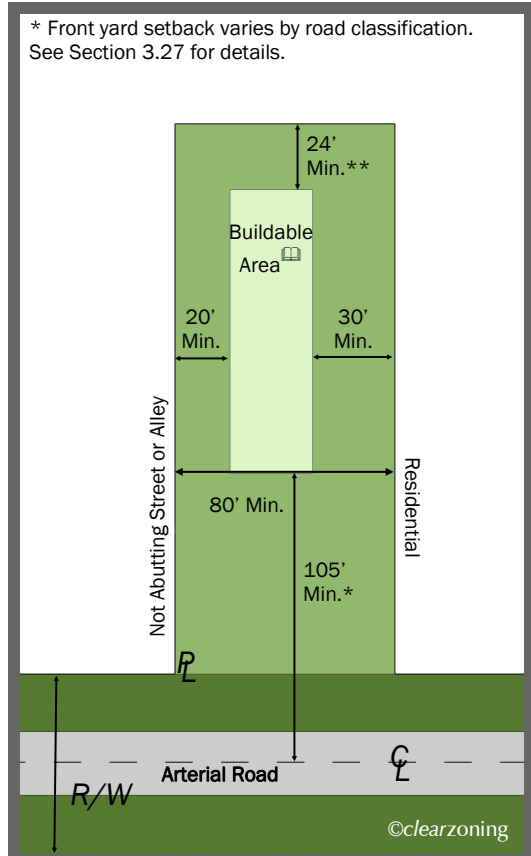 * Front yard setback varies by road classification.
See Section 3.27 for details.
24’
Min.**
Buildable
Area
20’
Min.
30’
Min.
Not Abutting Street or Alley
Residential
80’ Min.
105’
Min.*
PL
CL
Arterial Road
R/W
©clearzoning